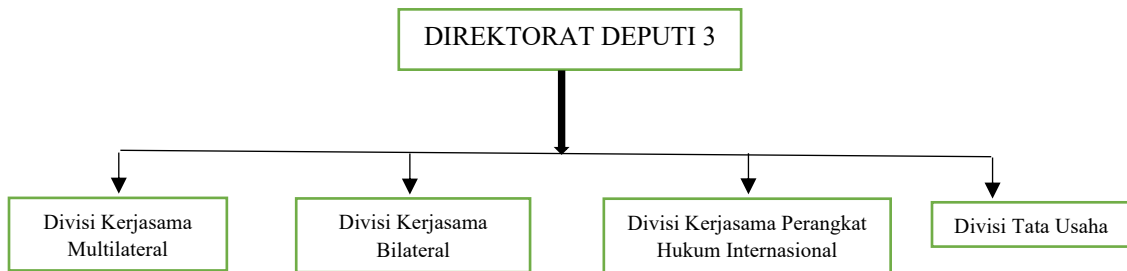 DIREKTORAT DEPUTI 3
Divisi Kerjasama
Multilateral
Divisi Kerjasama
Bilateral
Divisi Kerjasama Perangkat
Hukum Internasional
Divisi Tata Usaha